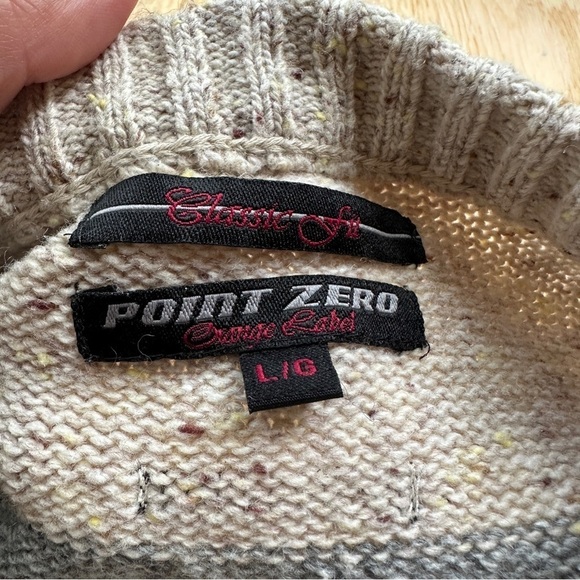 Classic Fit
POINT ZERO
Orange Label
L/G